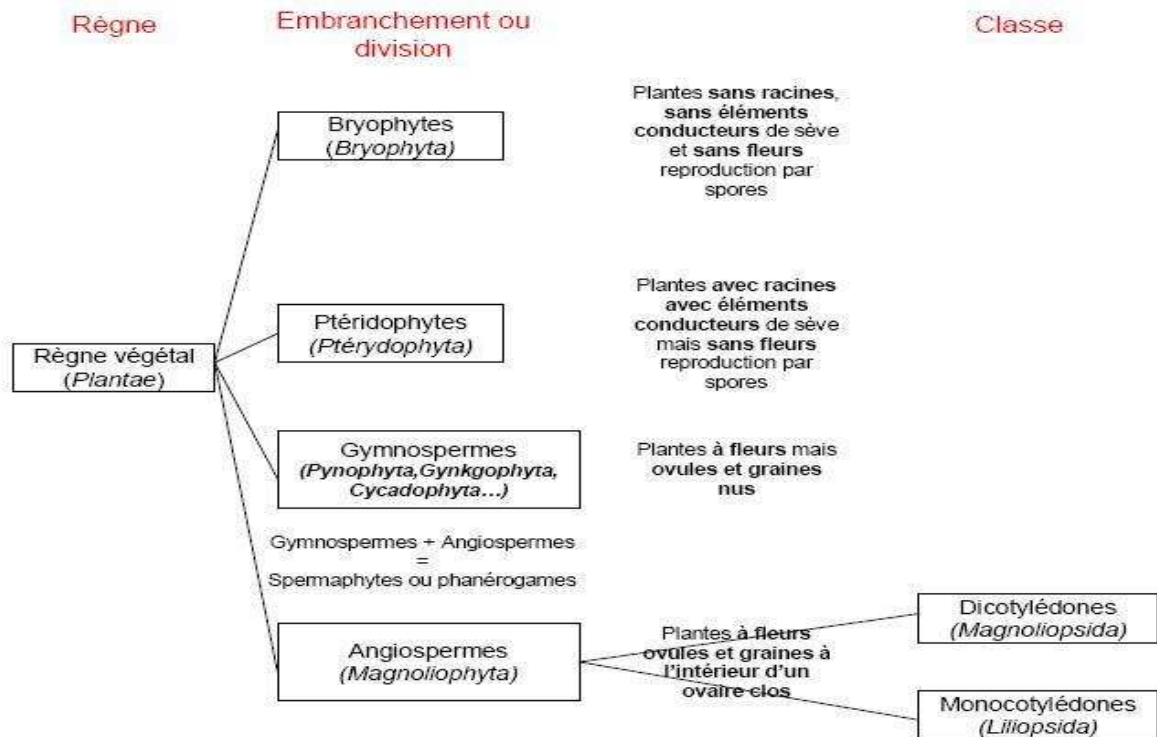 Règne
Embranchement ou
division
Classe
Bryophytes
(Bryophyta)
Plantes sans racines,
sans éléments
conducteurs de sève
et sans fleurs
reproduction par
spores
Ptéridophytes
(Ptérydophyta)
Plantes avec racines
avec éléments
conducteurs de sève
mais sans fleurs
reproduction par
spores
Règne végétal
(Plantae)
Gymnospermes
(Pynophyta,Gynkgophyta,
Cycadophyta...)
Plantes à fleurs mais
ovules et graines
nus
Gymnospermes + Angiospermes
=
Spermaphytes ou phanérogames
Angiospermes
(Magnoliophyta)
Plantes à fleurs
ovules et graines à
l'intérieur d'un
ovaire clos
Dicotylédones
(Magnoliopsida)
Monocotylédones
(Liliopsida)